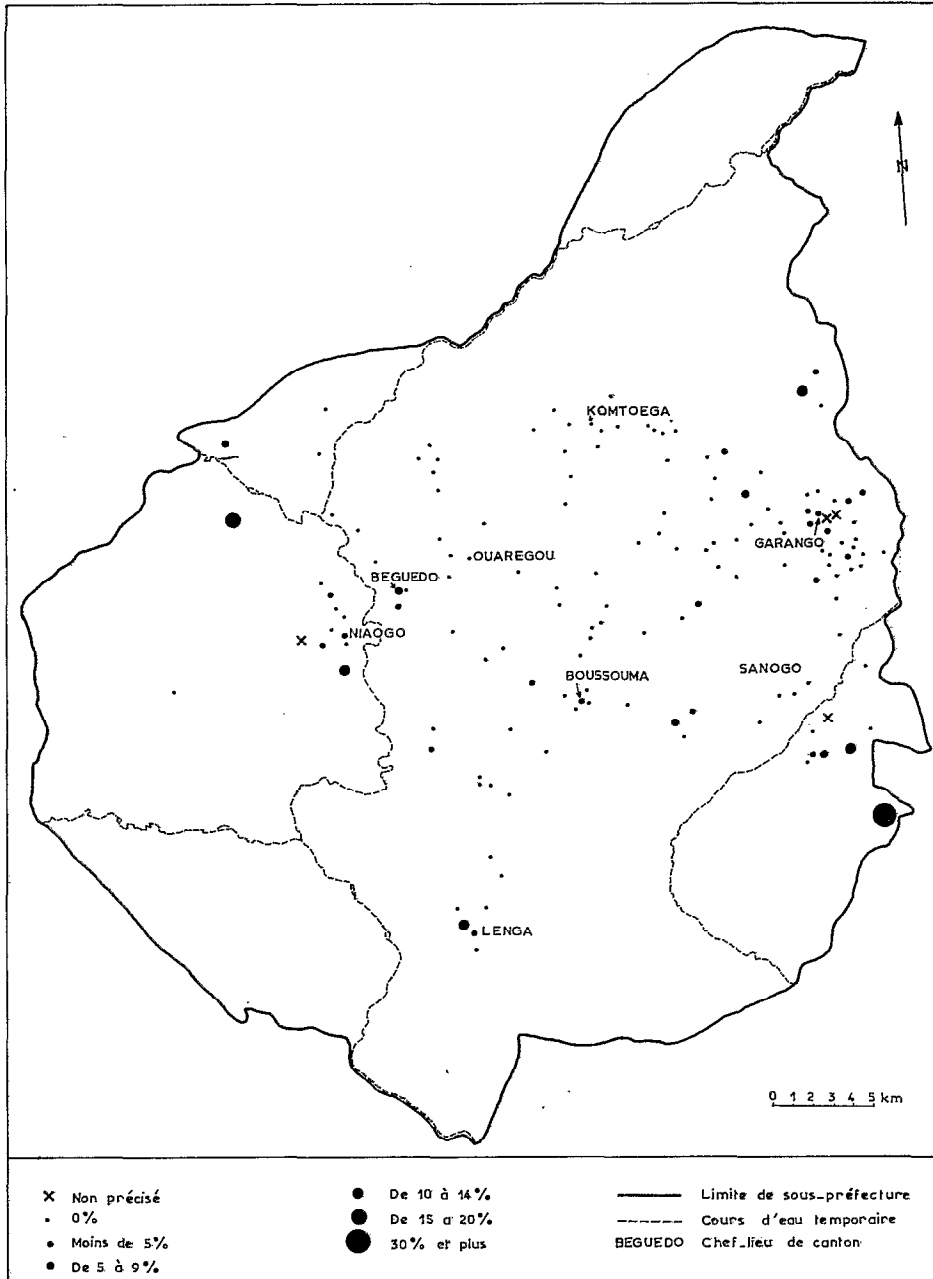 N
KOMTOEGA
GARANGO
OUAREGOU
BEGUEDO
NIAOGO
BOUSSOUMA
SANOGO
LENGA
0 1 2 3 4 5 km
Non précisé
0%
Moins de 5%
De 5 à 9%
De 10 à 14%
De 15 a 20%
30% et plus
Limite de sous-préfecture
Cours d'eau temporaire
BEGUEDO Chef-lieu de canton